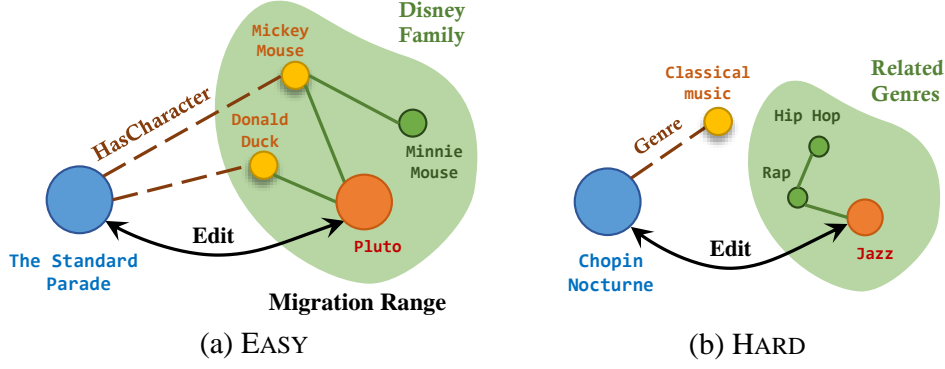 Disney
Family
Mickey
Mouse
HasCharacter
Donald
Duck
Minnie
Mouse
Edit
Pluto
The Standard
Parade
Migration Range
(a) EASY
Related
Genres
Classical
music
Genre
Hip Hop
Rap
Edit
Jazz
Chopin
Nocturne
(b) HARD